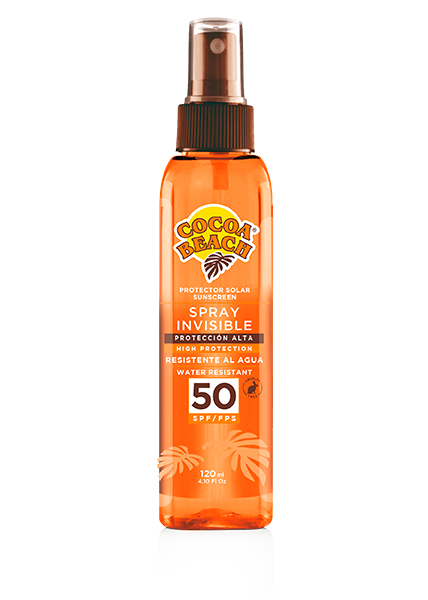 COCOA
BEACH®
PROTECTOR SOLAR
SUNSCREEN
SPRAY
INVISIBLE
PROTECCIÓN ALTA
HIGH PROTECTION
RESISTENTE AL AGUA
WATER RESISTANT
50
SPF/FPS
120 ml
4.10 Fl Oz